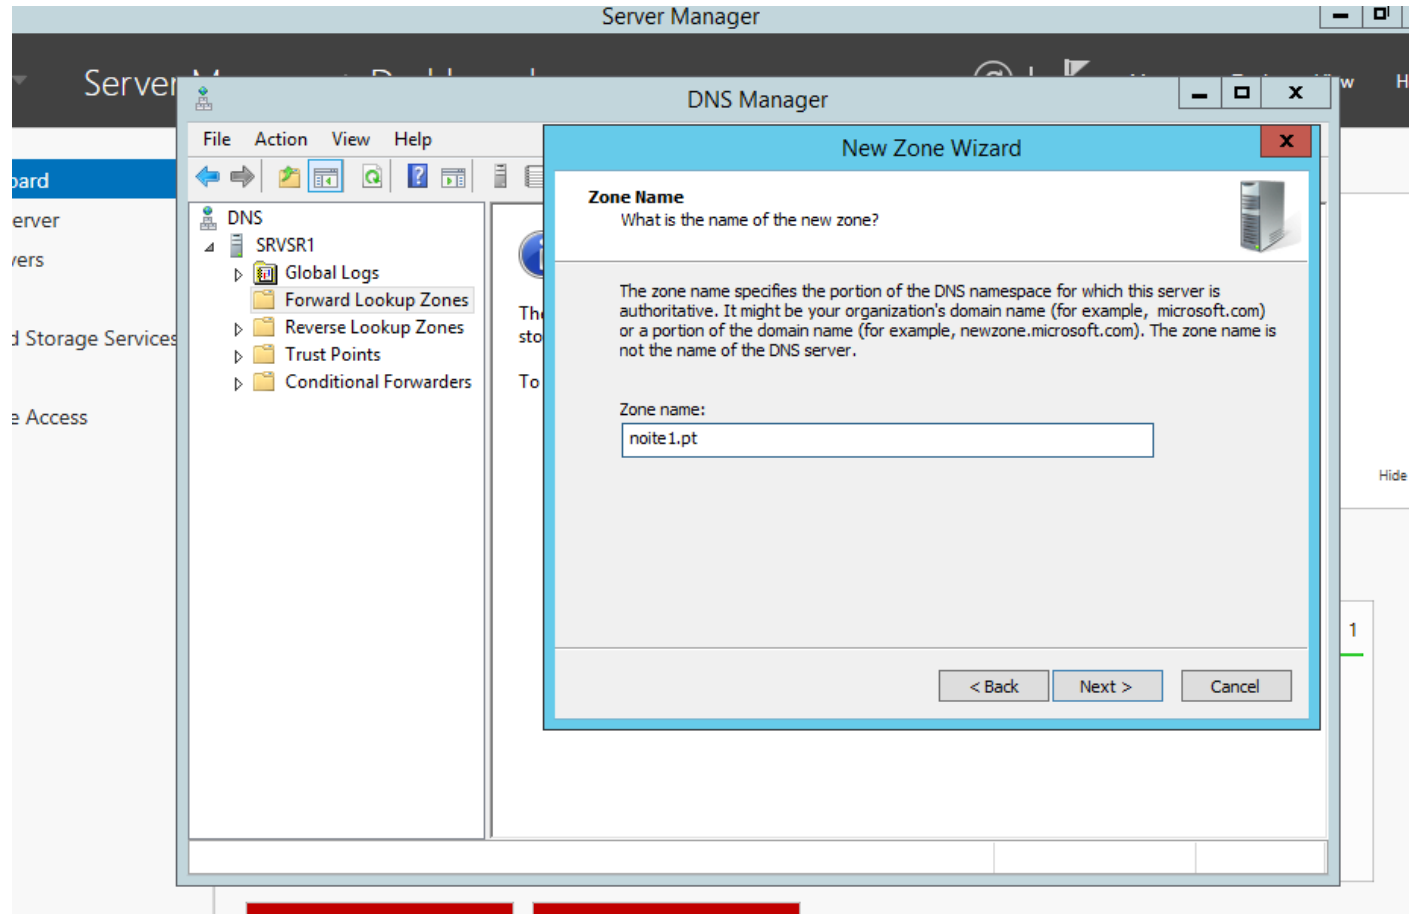 Server Manager
Server
DNS Manager
File Action View Help
New Zone Wizard
Zone Name
What is the name of the new zone?
DNS
SRVSR1
Global Logs
Forward Lookup Zones
Reverse Lookup Zones
Trust Points
Conditional Forwarders
The zone name specifies the portion of the DNS namespace for which this server is
authoritative. It might be your organization's domain name (for example, microsoft.com)
or a portion of the domain name (for example, newzone.microsoft.com). The zone name is
not the name of the DNS server.
Zone name:
noite1.pt
< Back Next > Cancel
oard
erver
vers
d Storage Services
e Access
The
sto
To
Hide
1